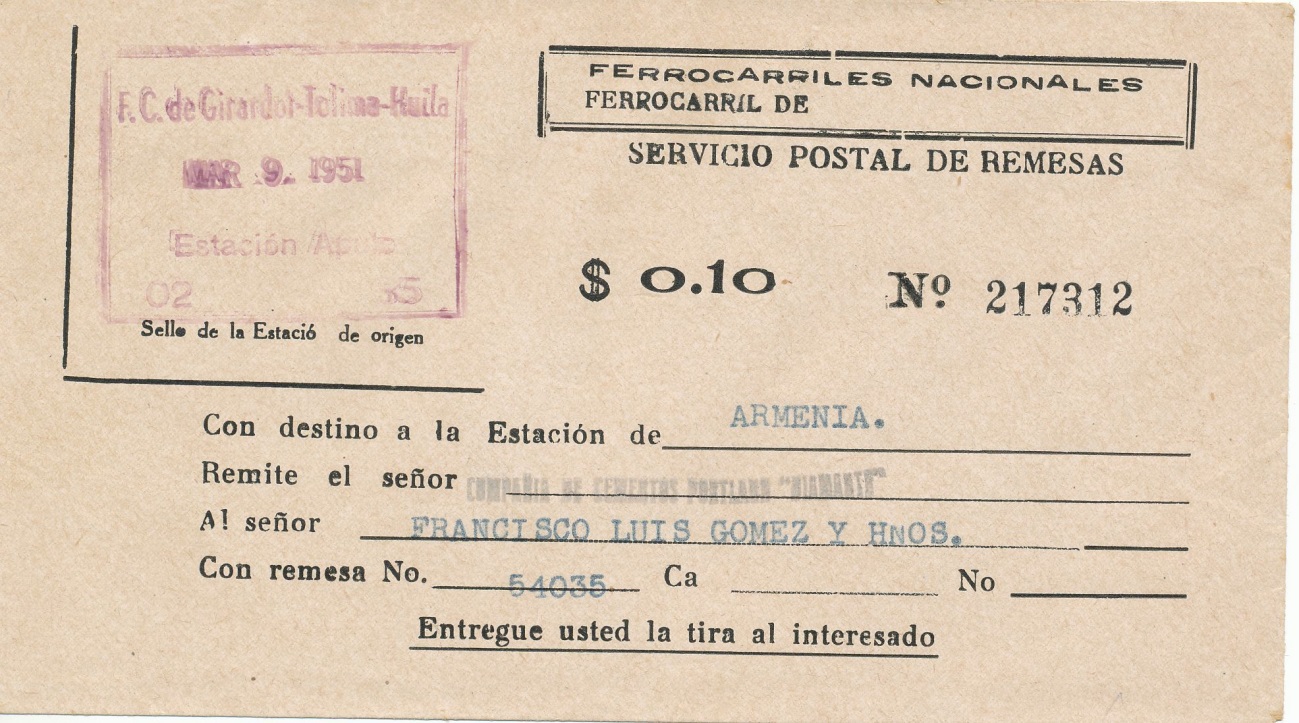 F.C. de Girardot-Tolima-Huila
MAR 9. 1951
Estación Apulo
02
Sello de la Estació de origen
FERROCARRILES NACIONALES
FERROCARRIL DE
SERVICIO POSTAL DE REMESAS
$ 0.10 Nº 217312
Con destino a la Estación de ARMENIA.
Remite el señor COMPAÑIA DE CEMENTOS PORTLAND "DIAMANTE"
Al señor FRANCISCO LUIS GOMEZ Y HNOS.
Con remesa No. 54035 Ca No
Entregue usted la tira al interesado